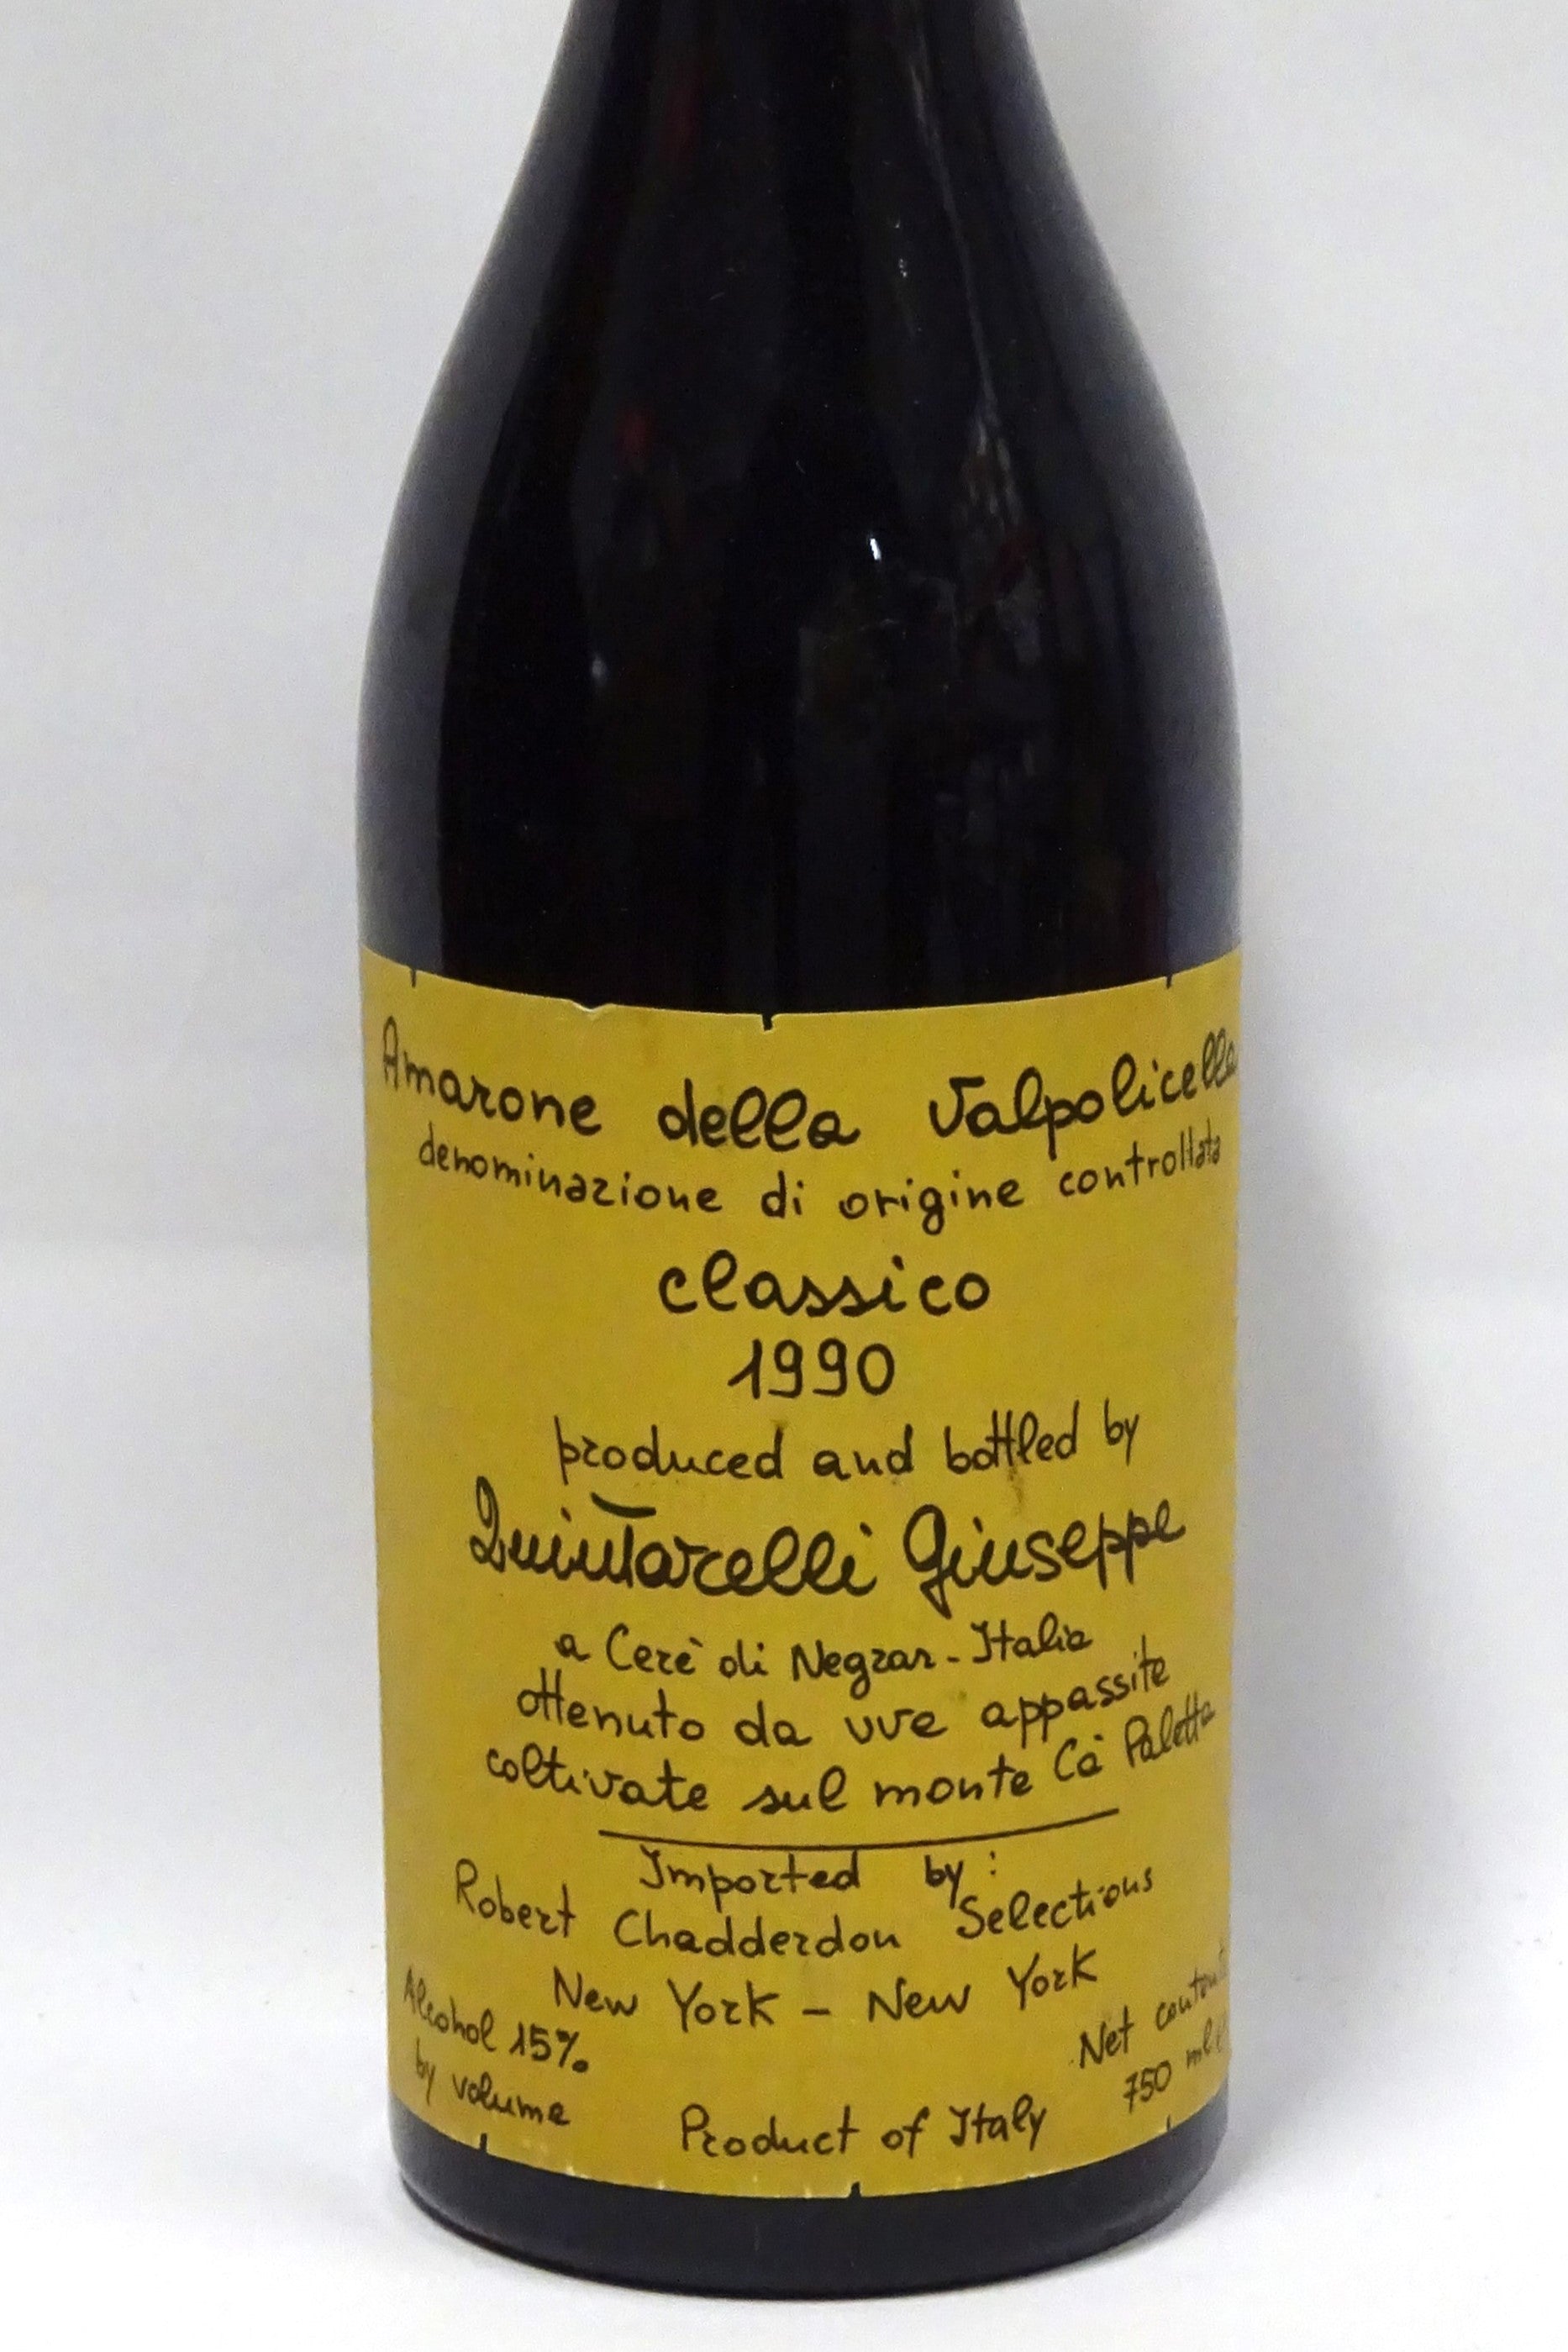 Amarone della Valpolicella
denominazione di origine controllata
classico
1990
produced and bottled by
Quintarelli Giuseppe
a Cerè di Negrar - Italia
ottenuto da uve appassite
coltivate sul monte Cà Paletta
Imported by:
Robert Chadderdon Selections
New York - New York
Alcohol 15%
by volume
Product of Italy
Net contents
750 ml